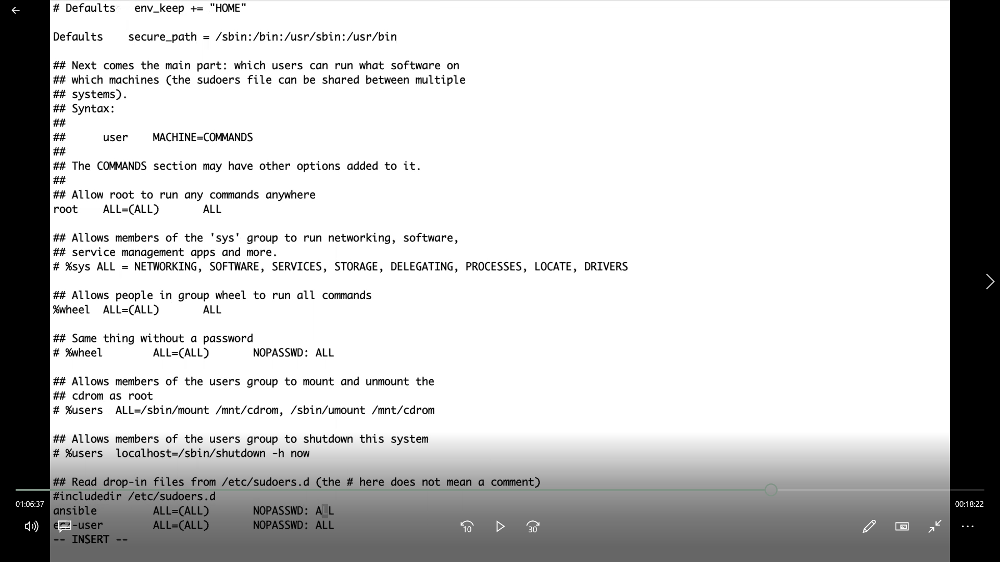 # Defaults   env_keep += "HOME"
Defaults    secure_path = /sbin:/bin:/usr/sbin:/usr/bin
## Next comes the main part: which users can run what software on
## which machines (the sudoers file can be shared between multiple
## systems).
## Syntax:
##
##      user    MACHINE=COMMANDS
##
## The COMMANDS section may have other options added to it.
##
## Allow root to run any commands anywhere
root    ALL=(ALL)       ALL
## Allows members of the 'sys' group to run networking, software,
## service management apps and more.
# %sys ALL = NETWORKING, SOFTWARE, SERVICES, STORAGE, DELEGATING, PROCESSES, LOCATE, DRIVERS
## Allows people in group wheel to run all commands
%wheel  ALL=(ALL)       ALL
## Same thing without a password
# %wheel        ALL=(ALL)       NOPASSWD: ALL
## Allows members of the users group to mount and unmount the
## cdrom as root
# %users  ALL=/sbin/mount /mnt/cdrom, /sbin/umount /mnt/cdrom
## Allows members of the users group to shutdown this system
# %users  localhost=/sbin/shutdown -h now
## Read drop-in files from /etc/sudoers.d (the # here does not mean a comment)
#includedir /etc/sudoers.d
01:06:37
00:18:22
ansible         ALL=(ALL)       NOPASSWD: ALL
ec2-user        ALL=(ALL)       NOPASSWD: ALL
10
30
-- INSERT --